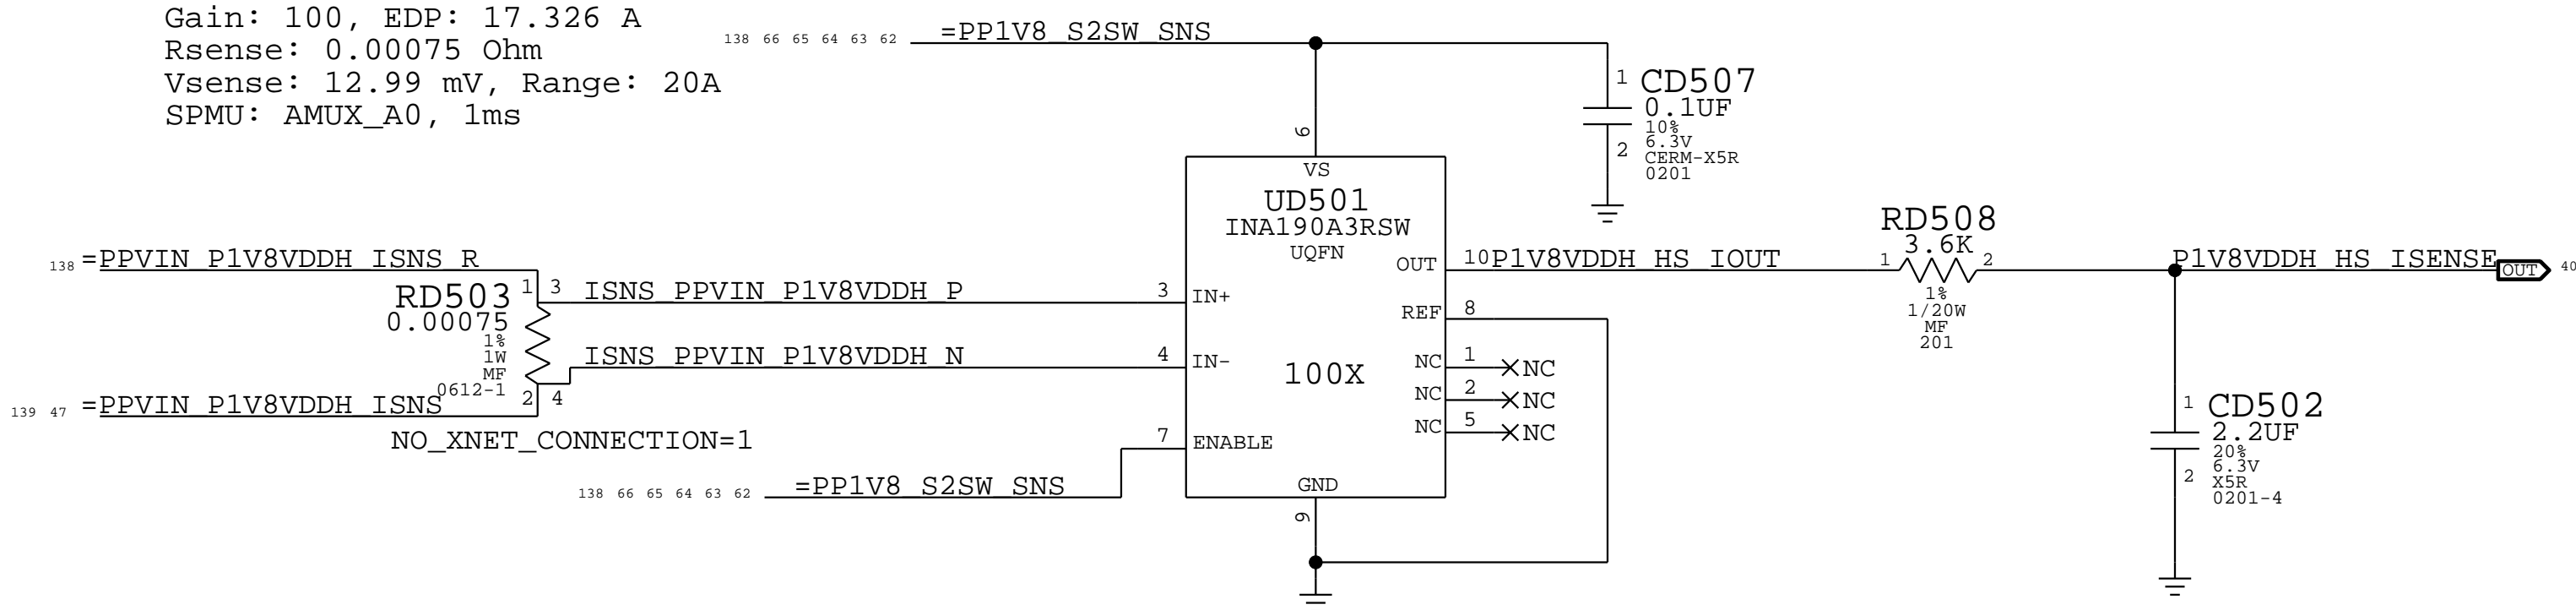 Gain: 100, EDP: 17.326 A
Rsense: 0.00075 Ohm
Vsense: 12.99 mV, Range: 20A
SPMU: AMUX_A0, 1ms
138 66 65 64 63 62 =PP1V8_S2SW_SNS
1 CD507
0.1UF
10%
6.3V
2 CERM-X5R
0201
6
VS
UD501
INA190A3RSW
UQFN
138 =PPVIN_P1V8VDDH_ISNS_R
1 3 ISNS_PPVIN_P1V8VDDH_P 3 IN+
RD503
0.00075
1%
1W
MF
0612-1
ISNS_PPVIN_P1V8VDDH_N 4 IN-
139 47 =PPVIN_P1V8VDDH_ISNS 2 4
NO_XNET_CONNECTION=1
7 ENABLE
138 66 65 64 63 62 =PP1V8_S2SW_SNS
100X
GND
9
OUT 10 P1V8VDDH_HS_IOUT
REF 8
NC 1 NC
NC 2 NC
NC 5 NC
RD508
3.6K
1 2
1%
1/20W
MF
201
P1V8VDDH_HS_ISENSE OUT 40
1 CD502
2.2UF
20%
6.3V
2 X5R
0201-4